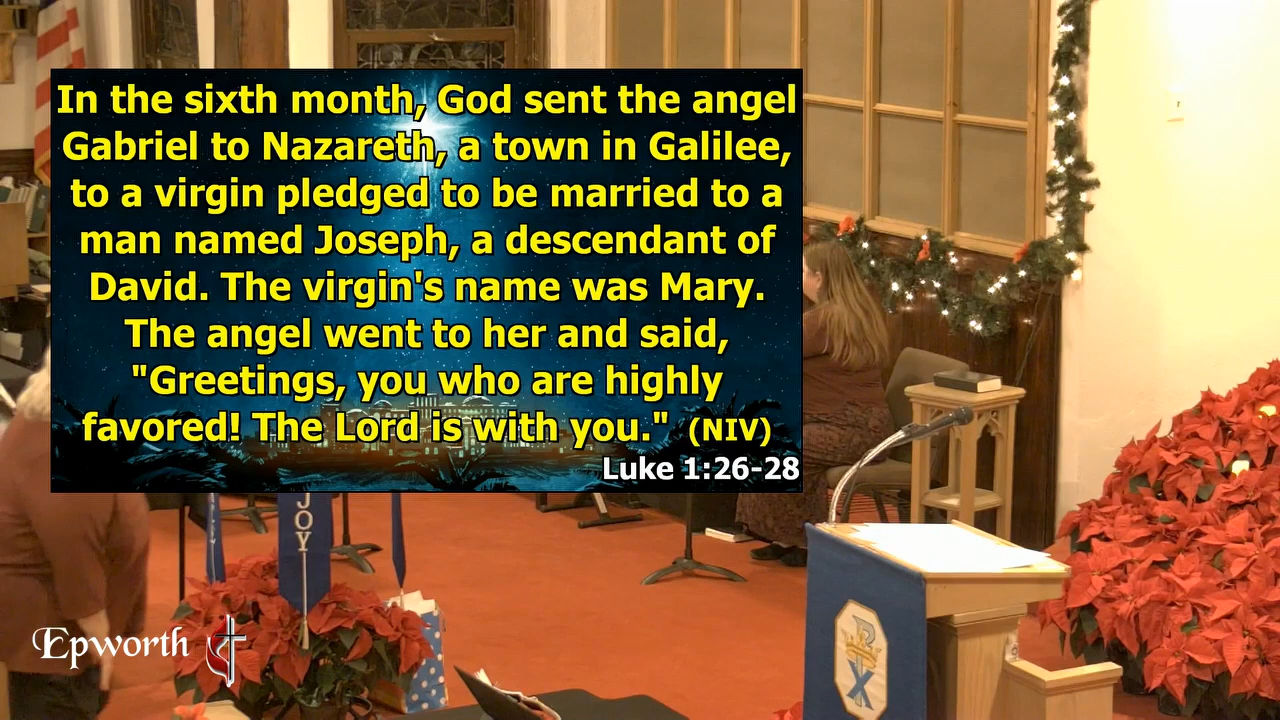 In the sixth month, God sent the angel
Gabriel to Nazareth, a town in Galilee,
to a virgin pledged to be married to a
man named Joseph, a descendant of
David. The virgin's name was Mary.
The angel went to her and said,
"Greetings, you who are highly
favored! The Lord is with you." (NIV)
Luke 1:26-28
JOY
Epworth